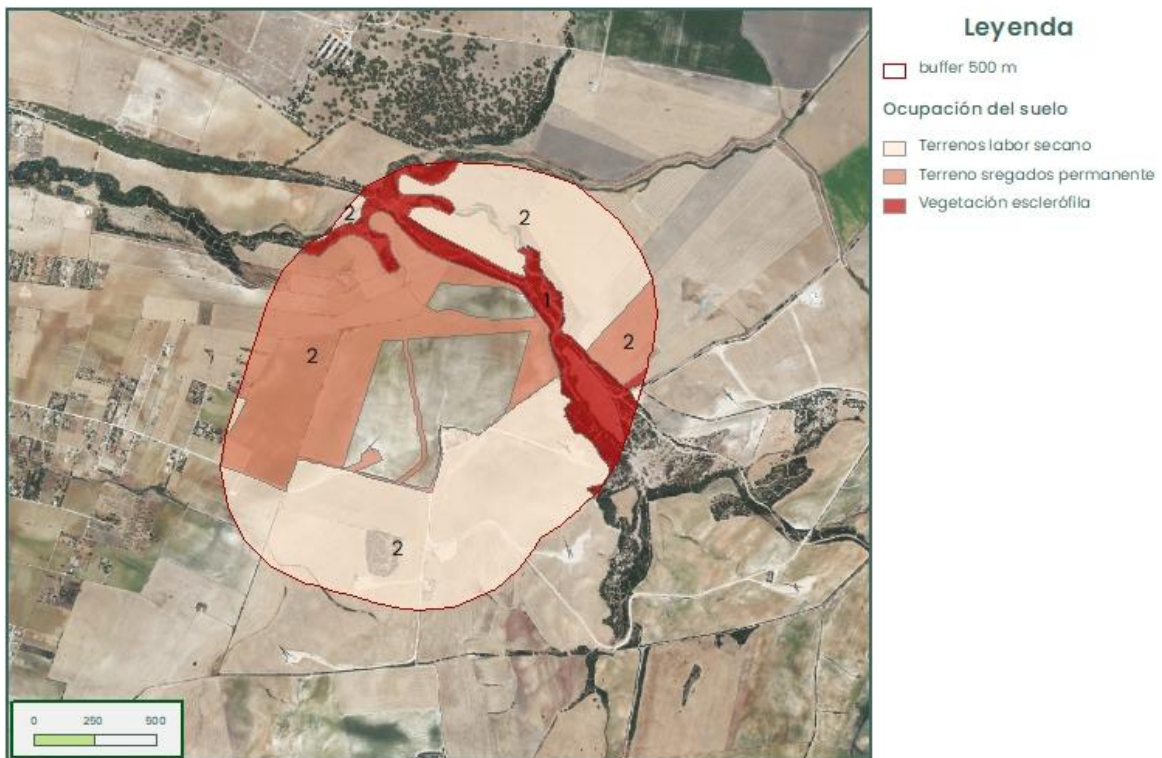 Leyenda
buffer 500 m
Ocupación del suelo
Terrenos labor secano
Terreno sregados permanente
Vegetación esclerófila
2
2
1
2
2
2
0 250 500